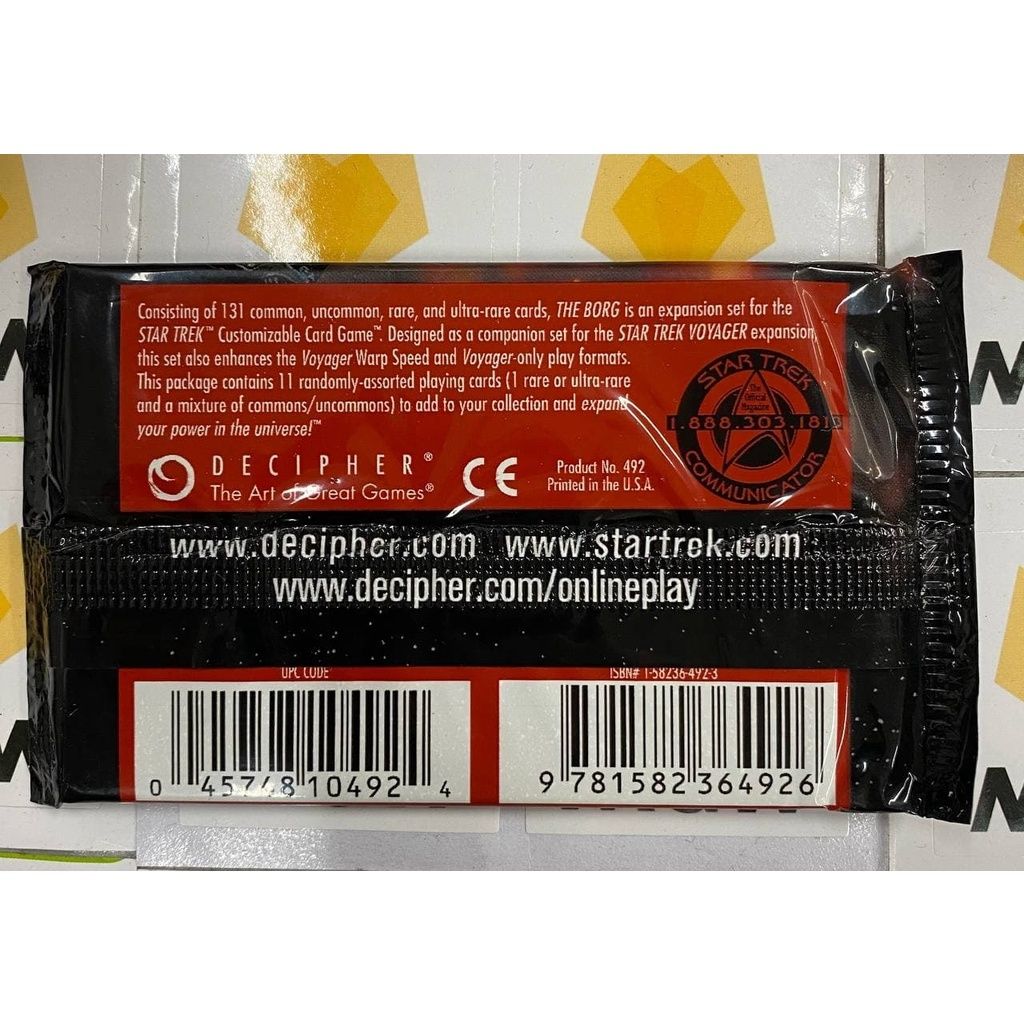 Consisting of 131 common, uncommon, rare, and ultra-rare cards, THE BORG is an expansion set for the
STAR TREK™ Customizable Card Game™. Designed as a companion set for the STAR TREK VOYAGER expansion,
this set also enhances the Voyager Warp Speed and Voyager-only play formats.
This package contains 11 randomly-assorted playing cards (1 rare or ultra-rare
and a mixture of commons/uncommons) to add to your collection and expand
your power in the universe!™
STAR TREK
The
Official
Magazine
1.888.303.181
COMMUNICATOR
DECIPHER®
The Art of Great Games®
CE
Product No. 492
Printed in the U.S.A.
www.decipher.com www.startrek.com
www.decipher.com/onlineplay
UPC CODE
ISBN# 1-58236-492-3
0 45748 10492 4
9 781582 364926